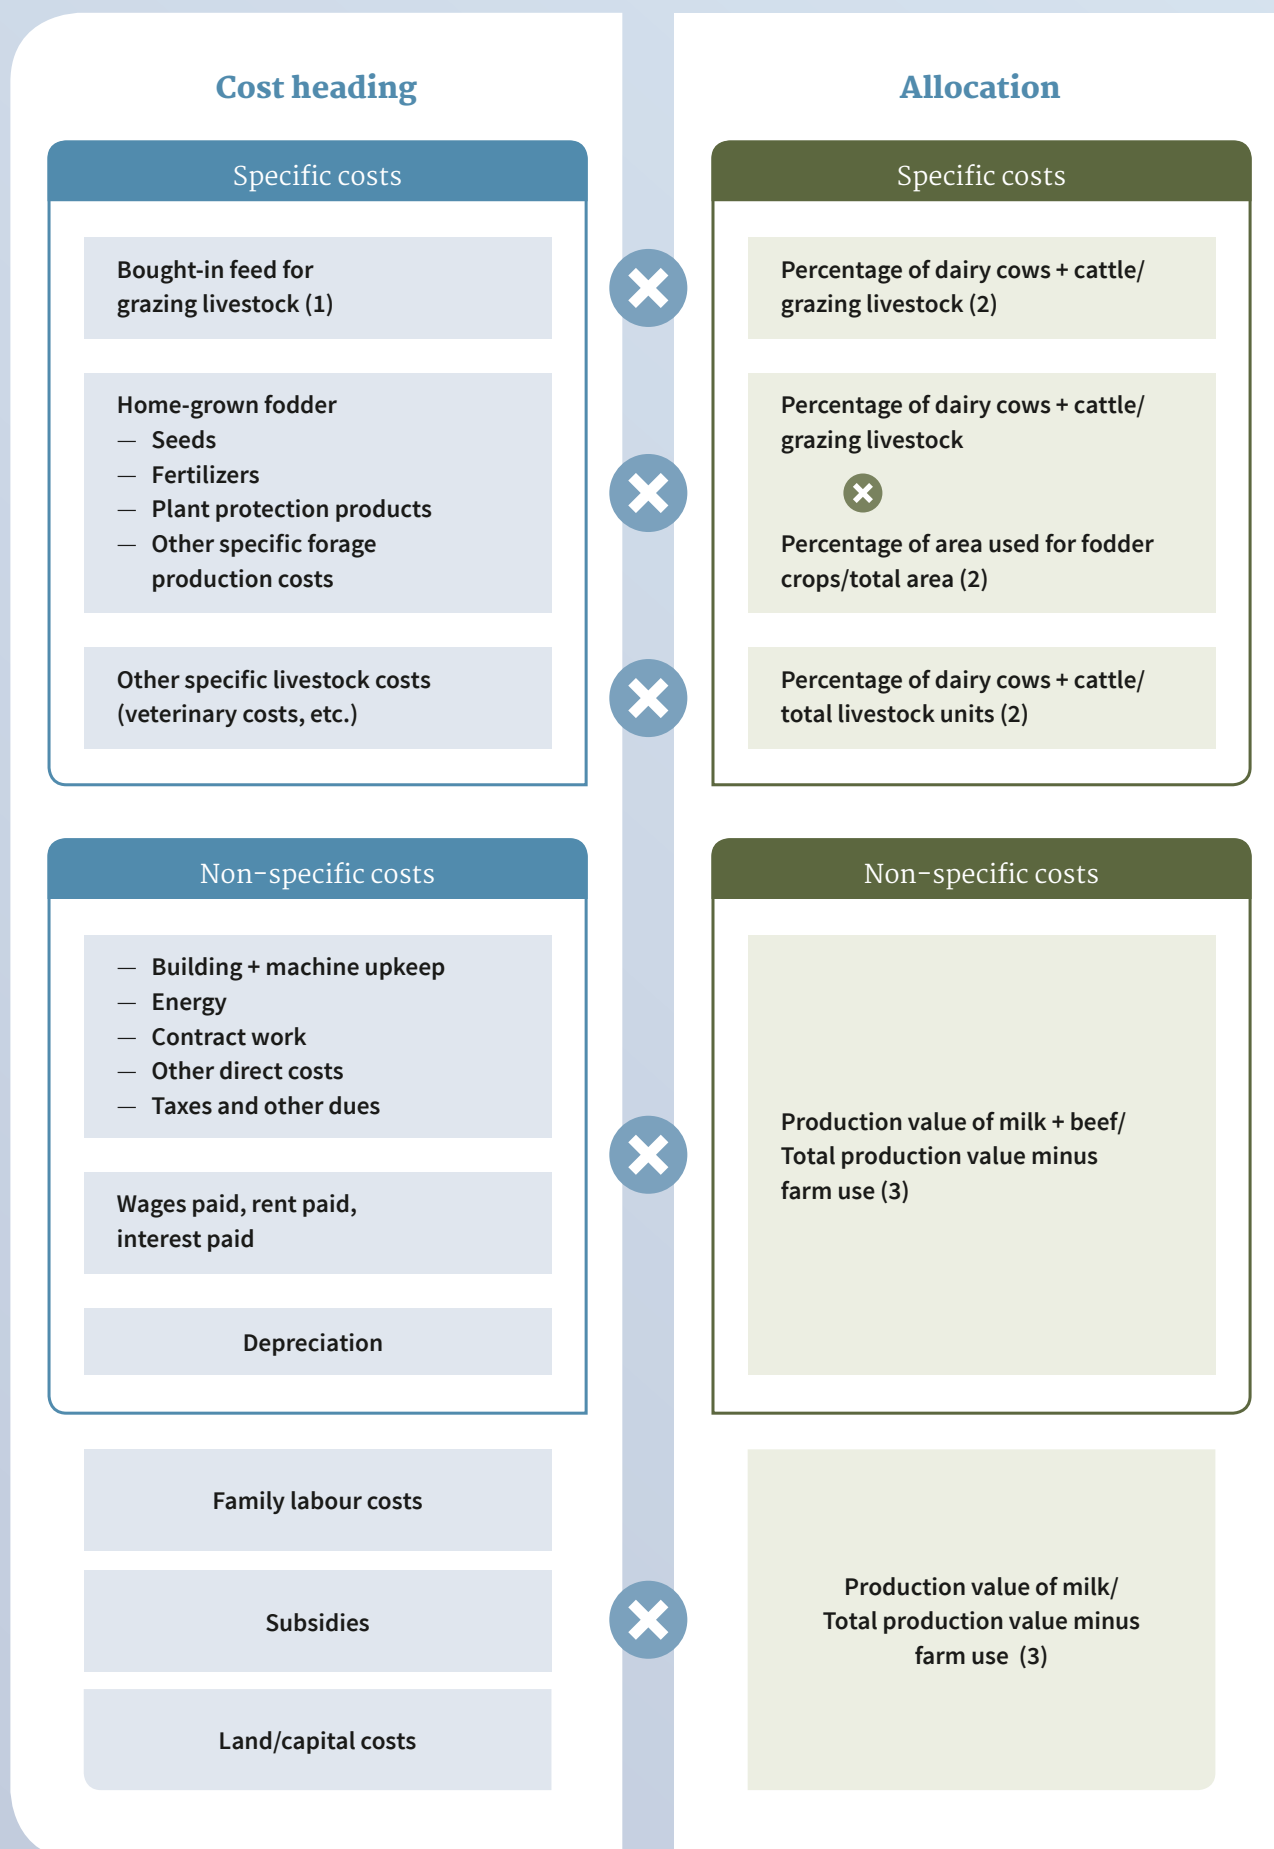 Cost heading
Allocation
Specific costs
Specific costs
Bought-in feed for
grazing livestock (1)
Percentage of dairy cows + cattle/
grazing livestock (2)
Home-grown fodder
— Seeds
— Fertilizers
— Plant protection products
— Other specific forage
production costs
Percentage of dairy cows + cattle/
grazing livestock
Percentage of area used for fodder
crops/total area (2)
Other specific livestock costs
(veterinary costs, etc.)
Percentage of dairy cows + cattle/
total livestock units (2)
Non-specific costs
Non-specific costs
— Building + machine upkeep
— Energy
— Contract work
— Other direct costs
— Taxes and other dues
Wages paid, rent paid,
interest paid
Depreciation
Production value of milk + beef/
Total production value minus
farm use (3)
Family labour costs
Subsidies
Land/capital costs
Production value of milk/
Total production value minus
farm use (3)